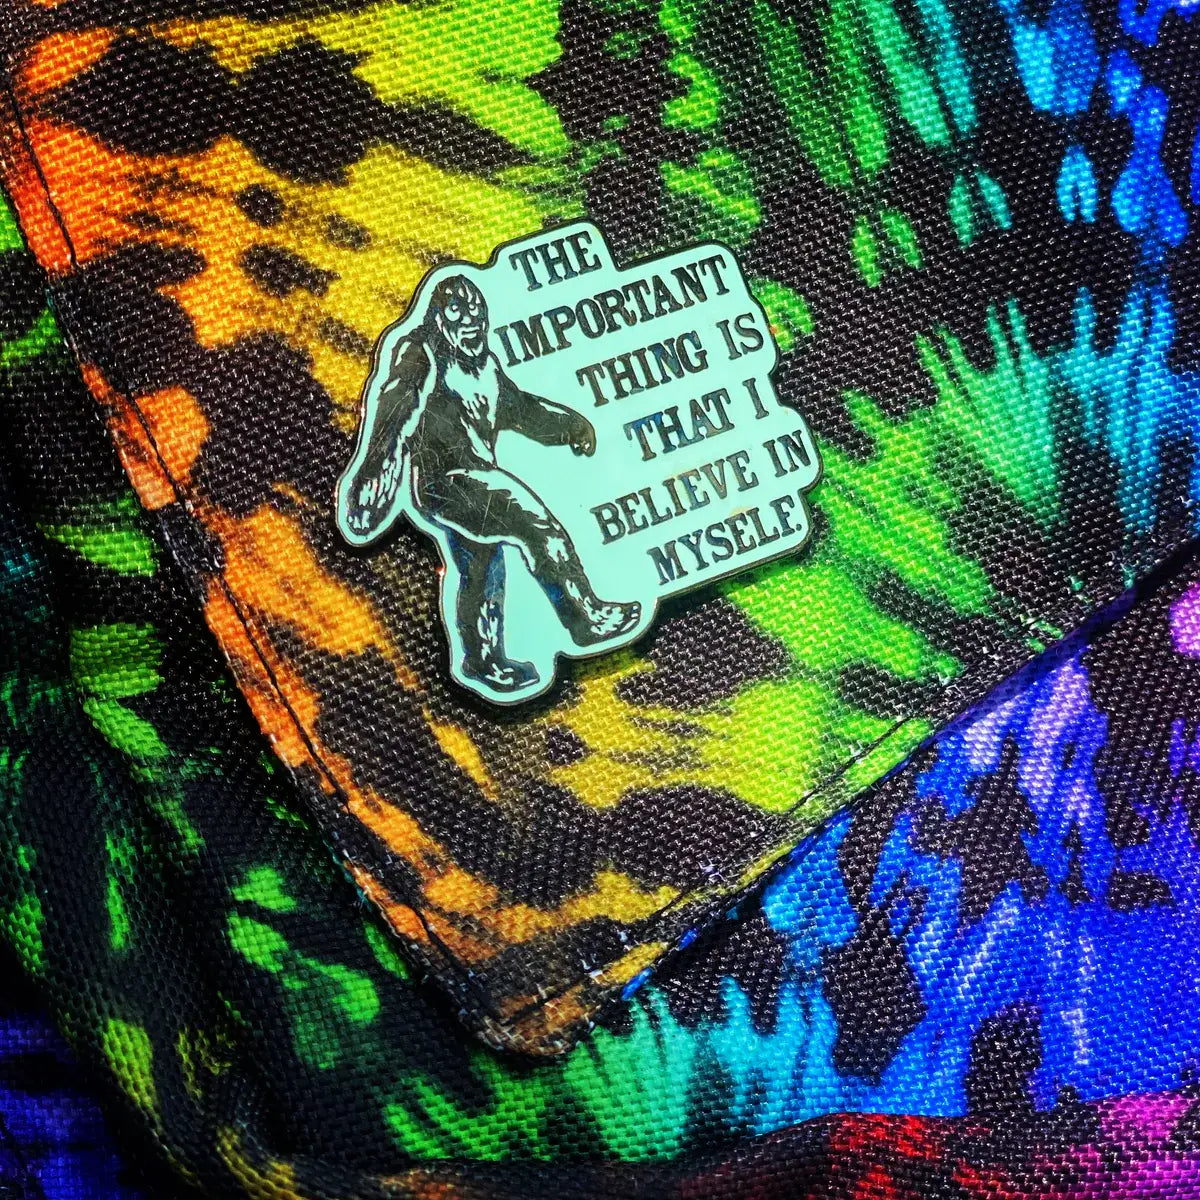 THE
IMPORTANT
THING IS
THAT I
BELIEVE IN
MYSELF.